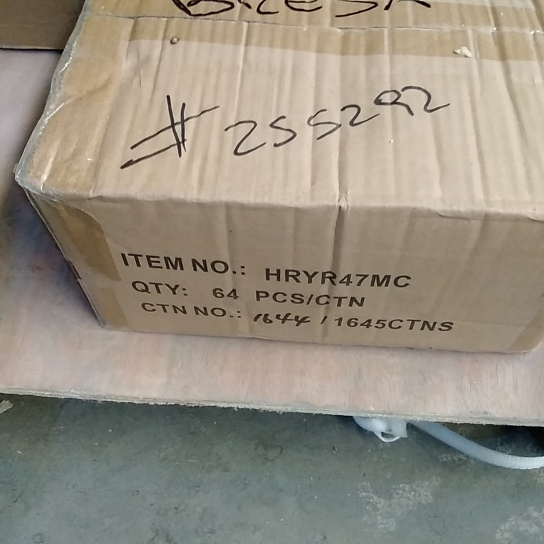 # 255292
ITEM NO.: HRYR47MC
QTY: 64 PCS/CTN
CTN NO.: 1644 / 1645CTNS